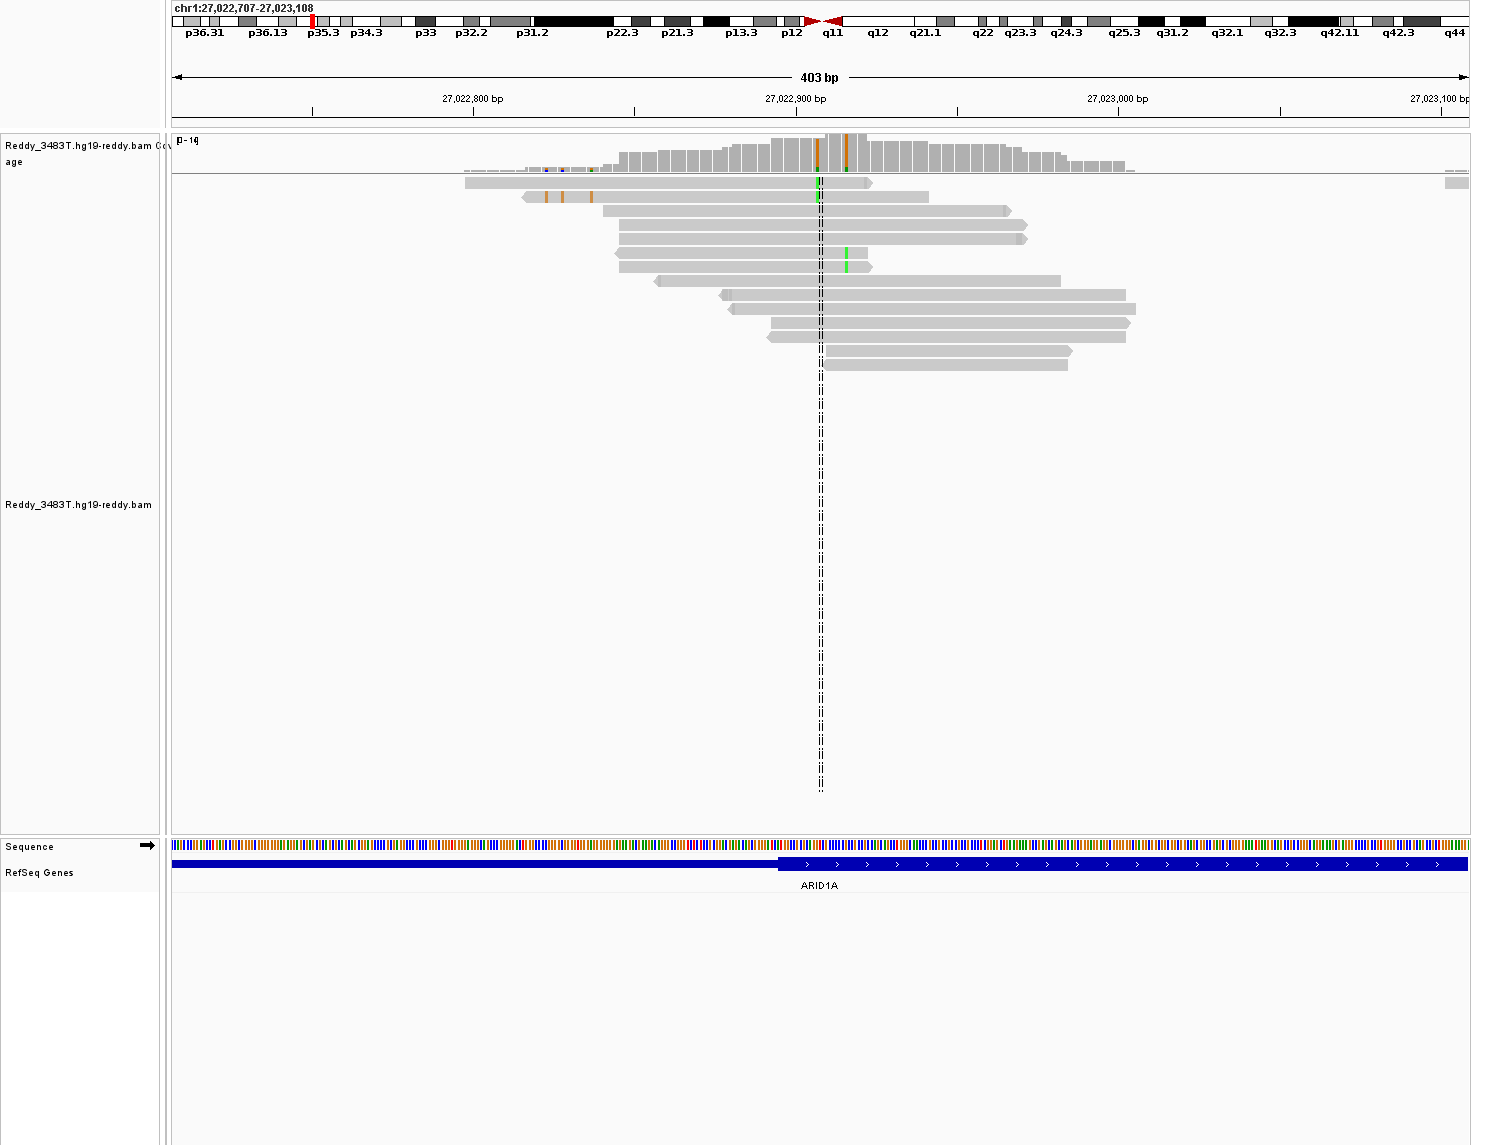 chr1:27,022,707-27,023,108
p36.31 p36.13 p35.3 p34.3 p33 p32.2 p31.2 p22.3 p21.3 p13.3 p12 q11 q12 q21.1 q22 q23.3 q24.3 q25.3 q31.2 q32.1 q32.3 q42.11 q42.3 q44
403 bp
27,022,800 bp 27,022,900 bp 27,023,000 bp 27,023,100 bp
Reddy_3483T.hg19-reddy.bam Cov
age
Reddy_3483T.hg19-reddy.bam
Sequence
RefSeq Genes
ARID1A